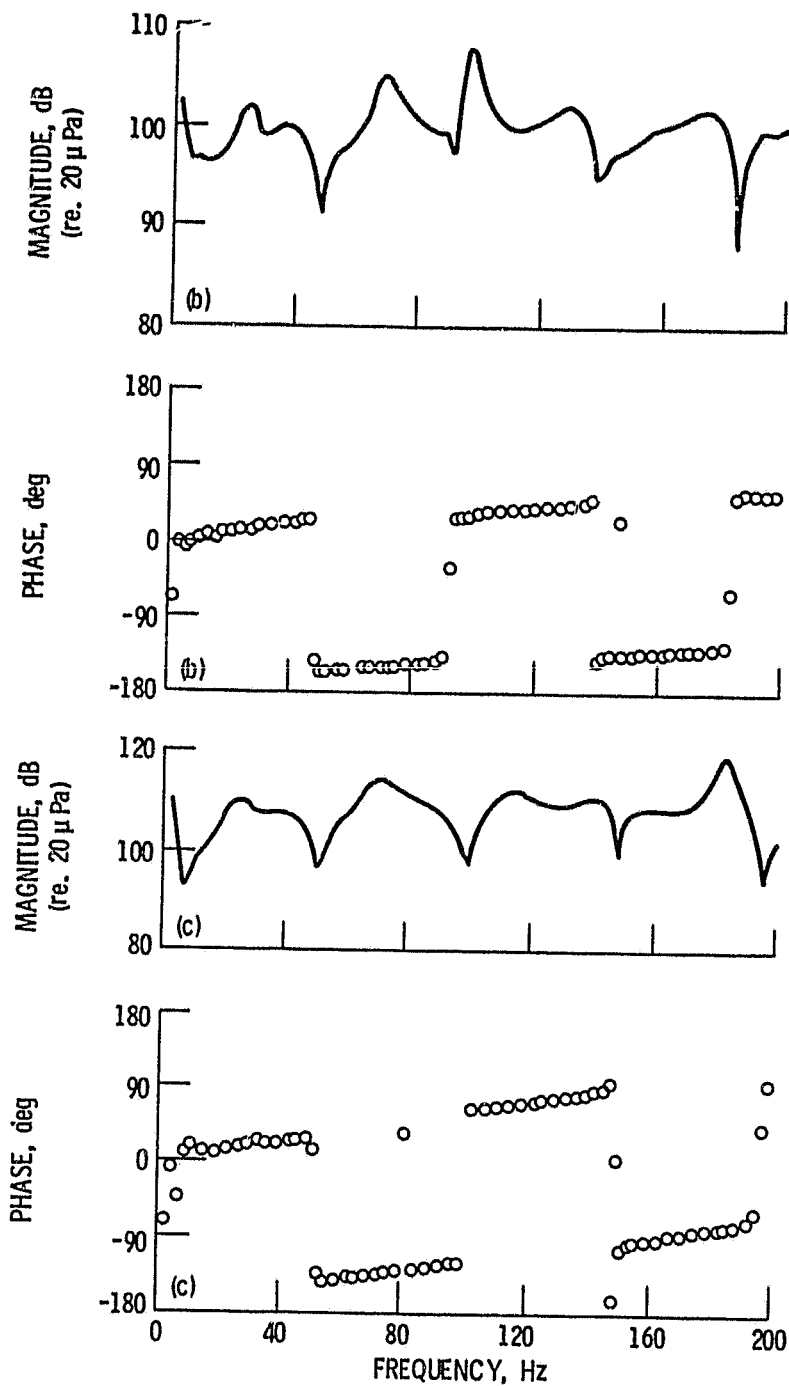 110
100
90
80
MAGNITUDE, dB
(re. 20 μ Pa)
(b)
180
90
0
-90
-180
PHASE, deg
(b)
120
100
80
MAGNITUDE, dB
(re. 20 μ Pa)
(c)
180
90
0
-90
-180
PHASE, deg
(c)
0 40 80 120 160 200
FREQUENCY, Hz